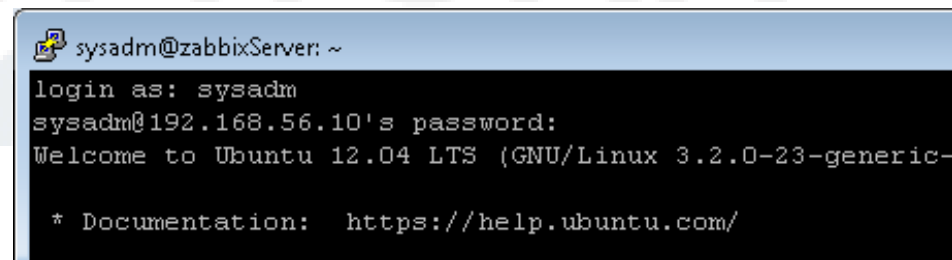 sysadm@zabbixServer: ~
login as: sysadm
sysadm@192.168.56.10's password:
Welcome to Ubuntu 12.04 LTS (GNU/Linux 3.2.0-23-generic-
* Documentation:  https://help.ubuntu.com/